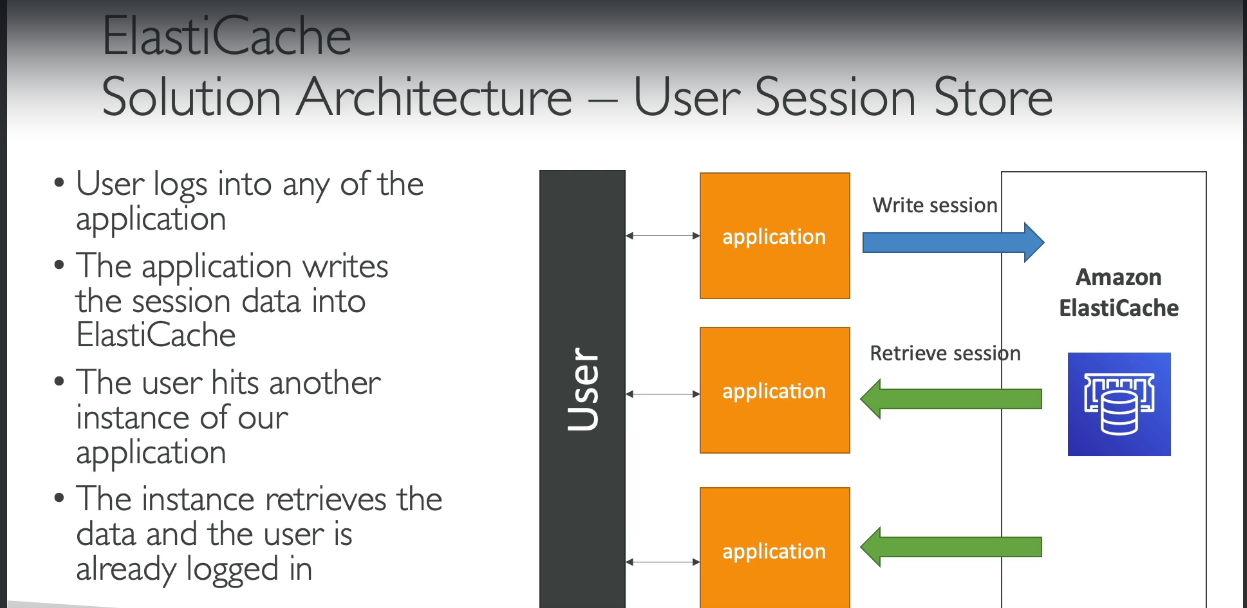 ElastiCache
Solution Architecture – User Session Store
• User logs into any of the
application
• The application writes
the session data into
ElastiCache
• The user hits another
instance of our
application
• The instance retrieves the
data and the user is
already logged in
User
application
Write session
application
Retrieve session
application
Amazon
ElastiCache